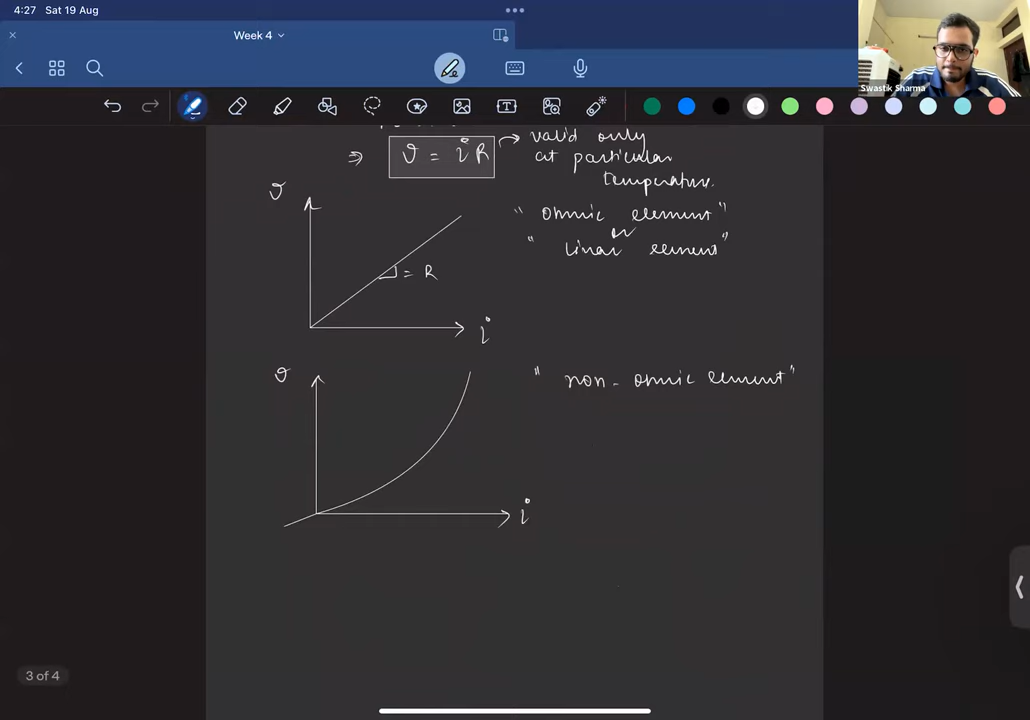 4:27 Sat 19 Aug
Week 4
Swastik Sharma
⇒ v = iR → valid only
at particular
temperature.
v
"ohmic element"
or
"linar element"
= R
i
v
"non-ohmic element"
i
3 of 4